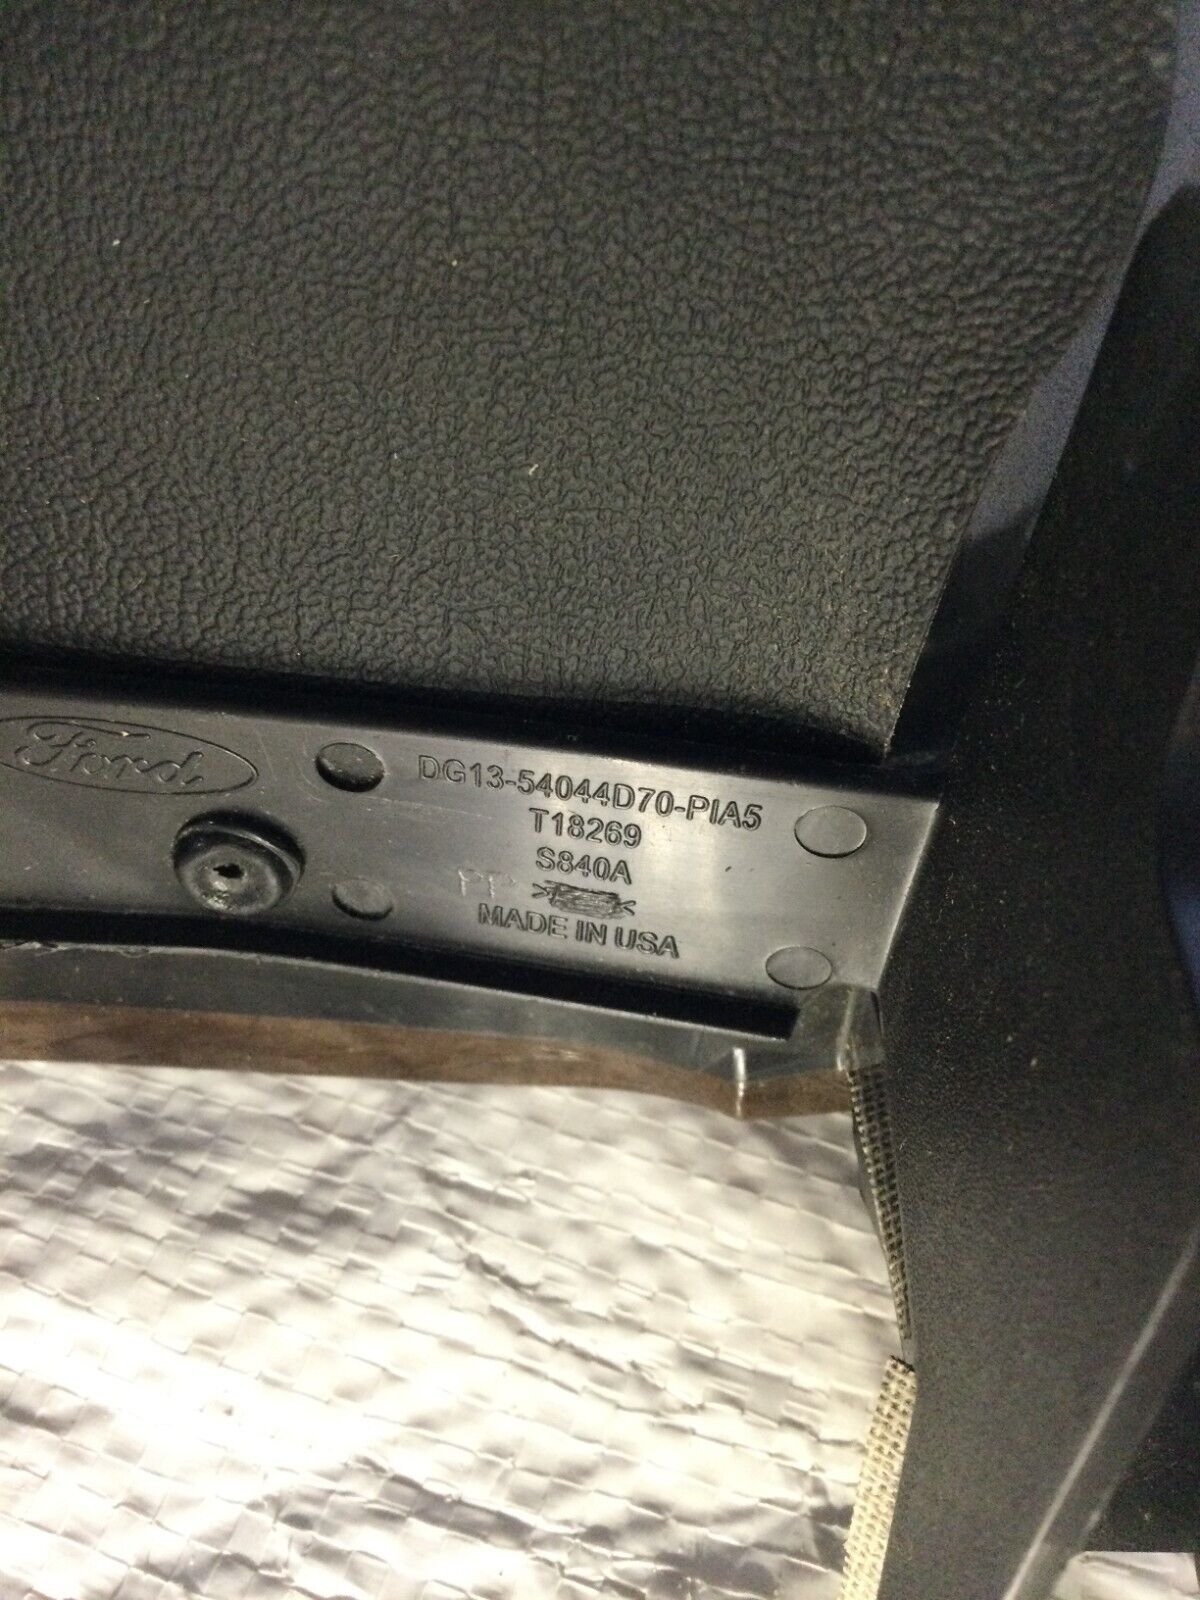 Ford
DG13-54044D70-PIA5
T18269
S840A
PP
MADE IN USA